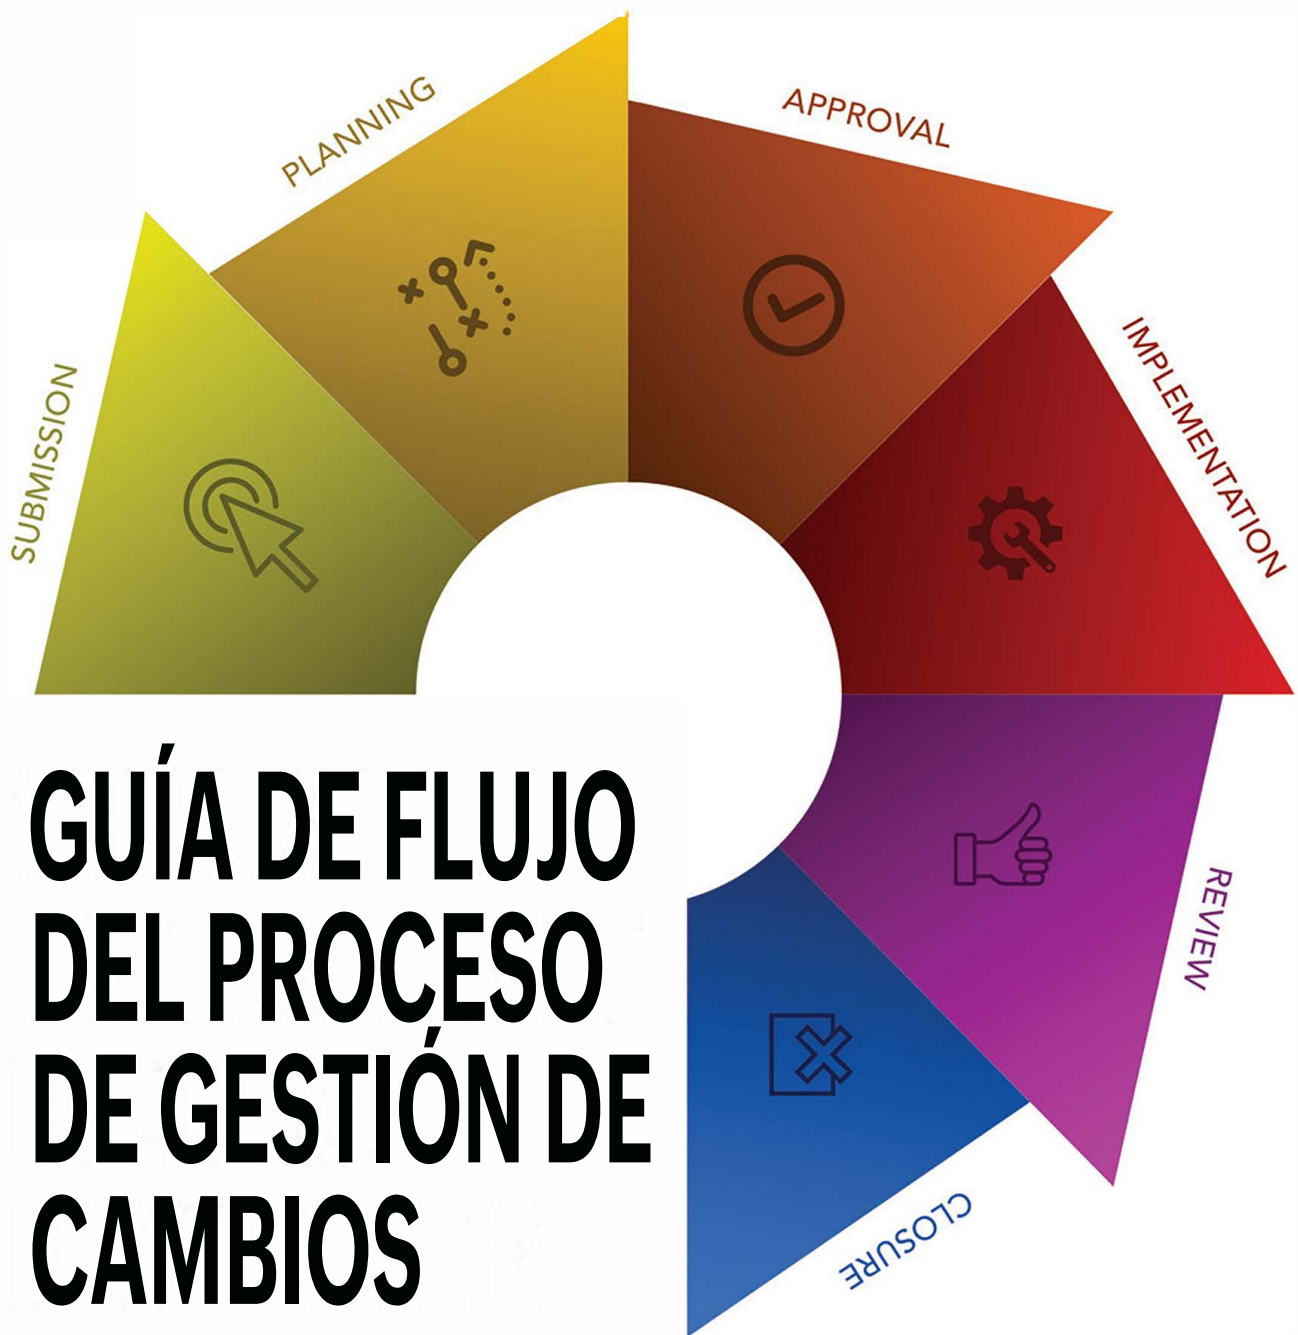 SUBMISSION
PLANNING
APPROVAL
IMPLEMENTATION
REVIEW
CLOSURE
GUÍA DE FLUJO
DEL PROCESO
DE GESTIÓN DE
CAMBIOS